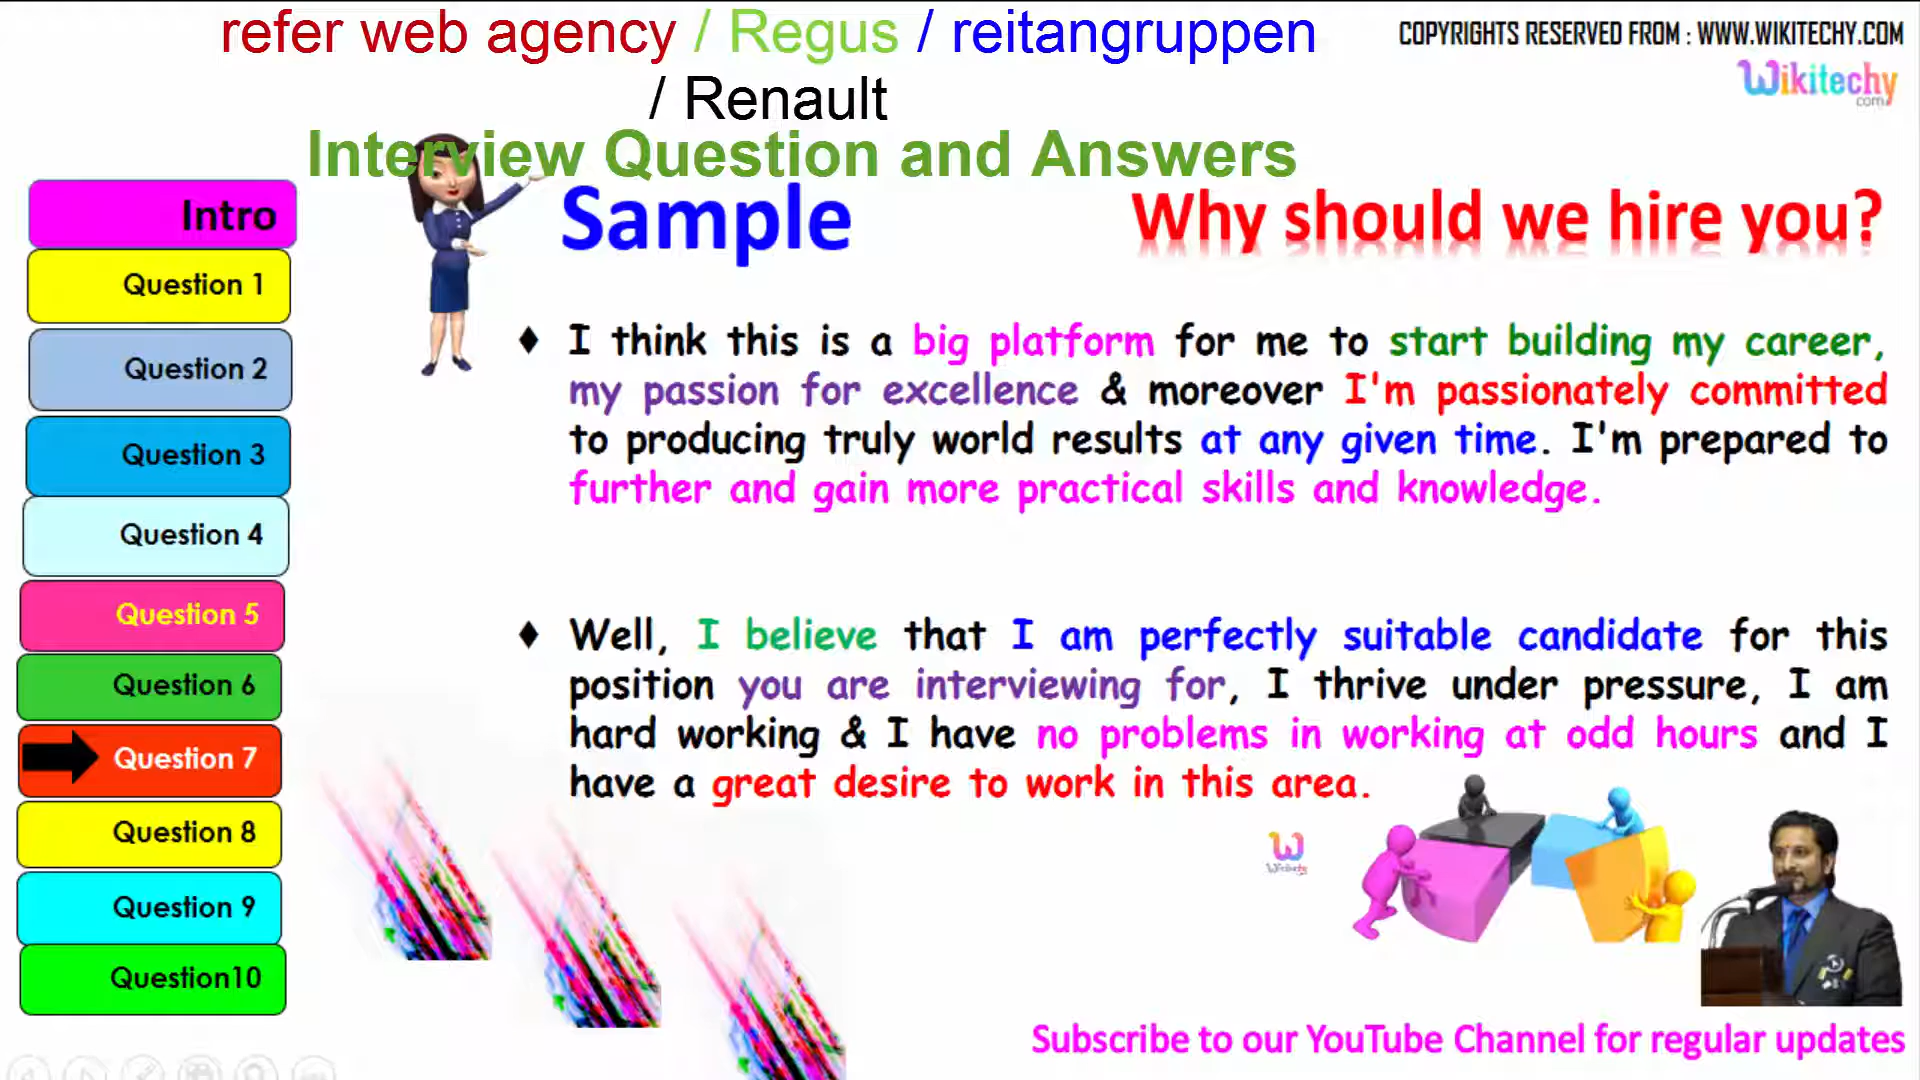 refer web agency / Regus / reitangruppen
/ Renault
Interview Question and Answers
COPYRIGHTS RESERVED FROM : WWW.WIKITECHY.COM
Wikitechy
.com
Intro
Question 1
Question 2
Question 3
Question 4
Question 5
Question 6
Question 7
Question 8
Question 9
Question10
Sample
Why should we hire you?
♦ I think this is a big platform for me to start building my career,
my passion for excellence & moreover I'm passionately committed
to producing truly world results at any given time. I'm prepared to
further and gain more practical skills and knowledge.
♦ Well, I believe that I am perfectly suitable candidate for this
position you are interviewing for, I thrive under pressure, I am
hard working & I have no problems in working at odd hours and I
have a great desire to work in this area.
W
Wikitechy
Subscribe to our YouTube Channel for regular updates